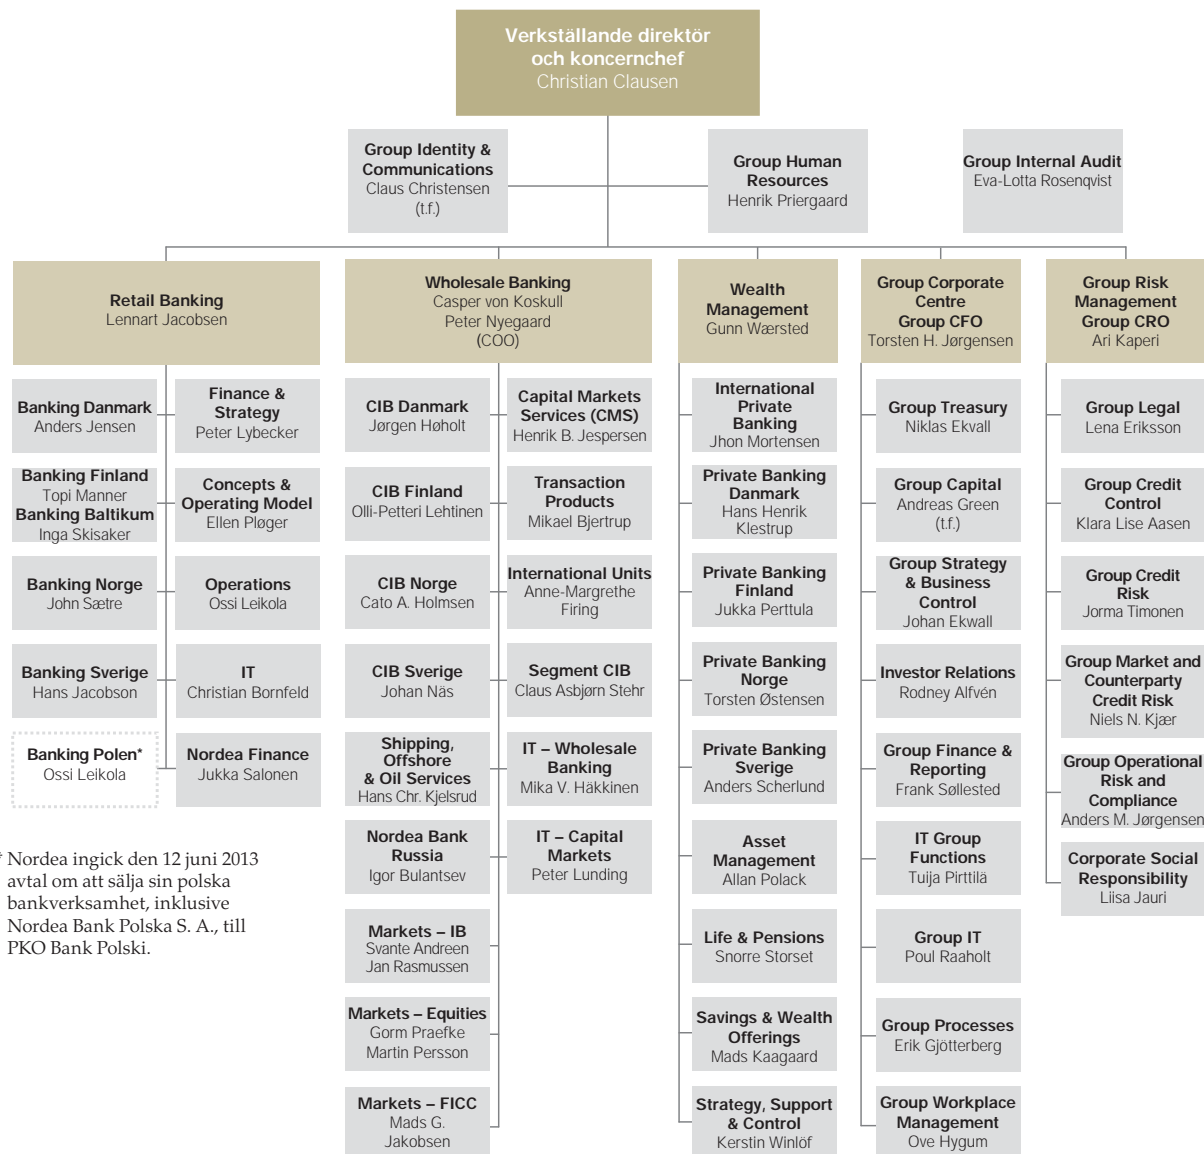 Verkställande direktör
och koncernchef
Christian Clausen
Group Identity &
Communications
Claus Christensen
(t.f.)
Group Human
Resources
Henrik Priergaard
Group Internal Audit
Eva-Lotta Rosenqvist
Retail Banking
Lennart Jacobsen
Wholesale Banking
Casper von Koskull
Peter Nyegaard
(COO)
Wealth
Management
Gunn Wærsted
Group Corporate
Centre
Group CFO
Torsten H. Jørgensen
Group Risk
Management
Group CRO
Ari Kaperi
Banking Danmark
Anders Jensen
Banking Finland
Topi Manner
Banking Baltikum
Inga Skisaker
Banking Norge
John Sætre
Banking Sverige
Hans Jacobson
Banking Polen*
Ossi Leikola
Finance &
Strategy
Peter Lybecker
Concepts &
Operating Model
Ellen Pløger
Operations
Ossi Leikola
IT
Christian Bornfeld
Nordea Finance
Jukka Salonen
* Nordea ingick den 12 juni 2013
avtal om att sälja sin polska
bankverksamhet, inklusive
Nordea Bank Polska S. A., till
PKO Bank Polski.
CIB Danmark
Jørgen Høholt
CIB Finland
Olli-Petteri Lehtinen
CIB Norge
Cato A. Holmsen
CIB Sverige
Johan Näs
Shipping,
Offshore
& Oil Services
Hans Chr. Kjelsrud
Nordea Bank
Russia
Igor Bulantsev
Markets – IB
Svante Andreen
Jan Rasmussen
Markets – Equities
Gorm Praefke
Martin Persson
Markets – FICC
Mads G.
Jakobsen
Capital Markets
Services (CMS)
Henrik B. Jespersen
Transaction
Products
Mikael Bjertrup
International Units
Anne-Margrethe
Firing
Segment CIB
Claus Asbjørn Stehr
IT – Wholesale
Banking
Mika V. Häkkinen
IT – Capital
Markets
Peter Lunding
International
Private
Banking
Jhon Mortensen
Private Banking
Danmark
Hans Henrik
Klestrup
Private Banking
Finland
Jukka Perttula
Private Banking
Norge
Torsten Østensen
Private Banking
Sverige
Anders Scherlund
Asset
Management
Allan Polack
Life & Pensions
Snorre Storset
Savings & Wealth
Offerings
Mads Kaagaard
Strategy, Support
& Control
Kerstin Winlöf
Group Treasury
Niklas Ekvall
Group Capital
Andreas Green
(t.f.)
Group Strategy
& Business
Control
Johan Ekwall
Investor Relations
Rodney Alfvén
Group Finance &
Reporting
Frank Søllested
IT Group
Functions
Tuija Pirttilä
Group IT
Poul Raaholt
Group Processes
Erik Gjötterberg
Group Workplace
Management
Ove Hygum
Group Legal
Lena Eriksson
Group Credit
Control
Klara Lise Aasen
Group Credit
Risk
Jorma Timonen
Group Market and
Counterparty
Credit Risk
Niels N. Kjær
Group Operational
Risk and
Compliance
Anders M. Jørgensen
Corporate Social
Responsibility
Liisa Jauri